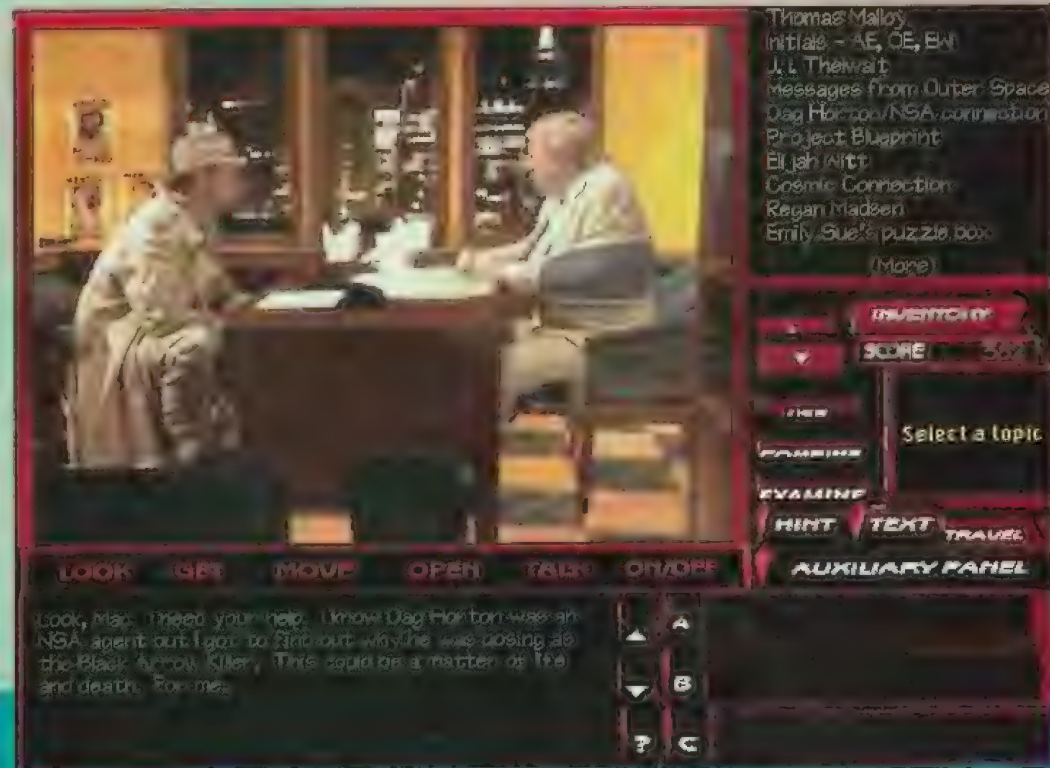 Thomas Malloy
Initials - AE, OE, EW
J.I. Thelwait
Messages from Outer Space
Dag Horton/NSA connection
Project Blueprint
Elijah Witt
Cosmic Connection
Regan Madsen
Emily Sue's puzzle box
(More)
INVENTORY
SCORE
Select a topic
COMBINE
EXAMINE
HINT TEXT TRAVEL
AUXILIARY PANEL
LOOK GET MOVE OPEN TALK ON/OFF
Look, Mac. I need your help. I know Dag Horton was an
NSA agent but I got to find out why he was posing as
the Black Arrow Killer. This could be a matter of life
and death. For me.
A
B
? C